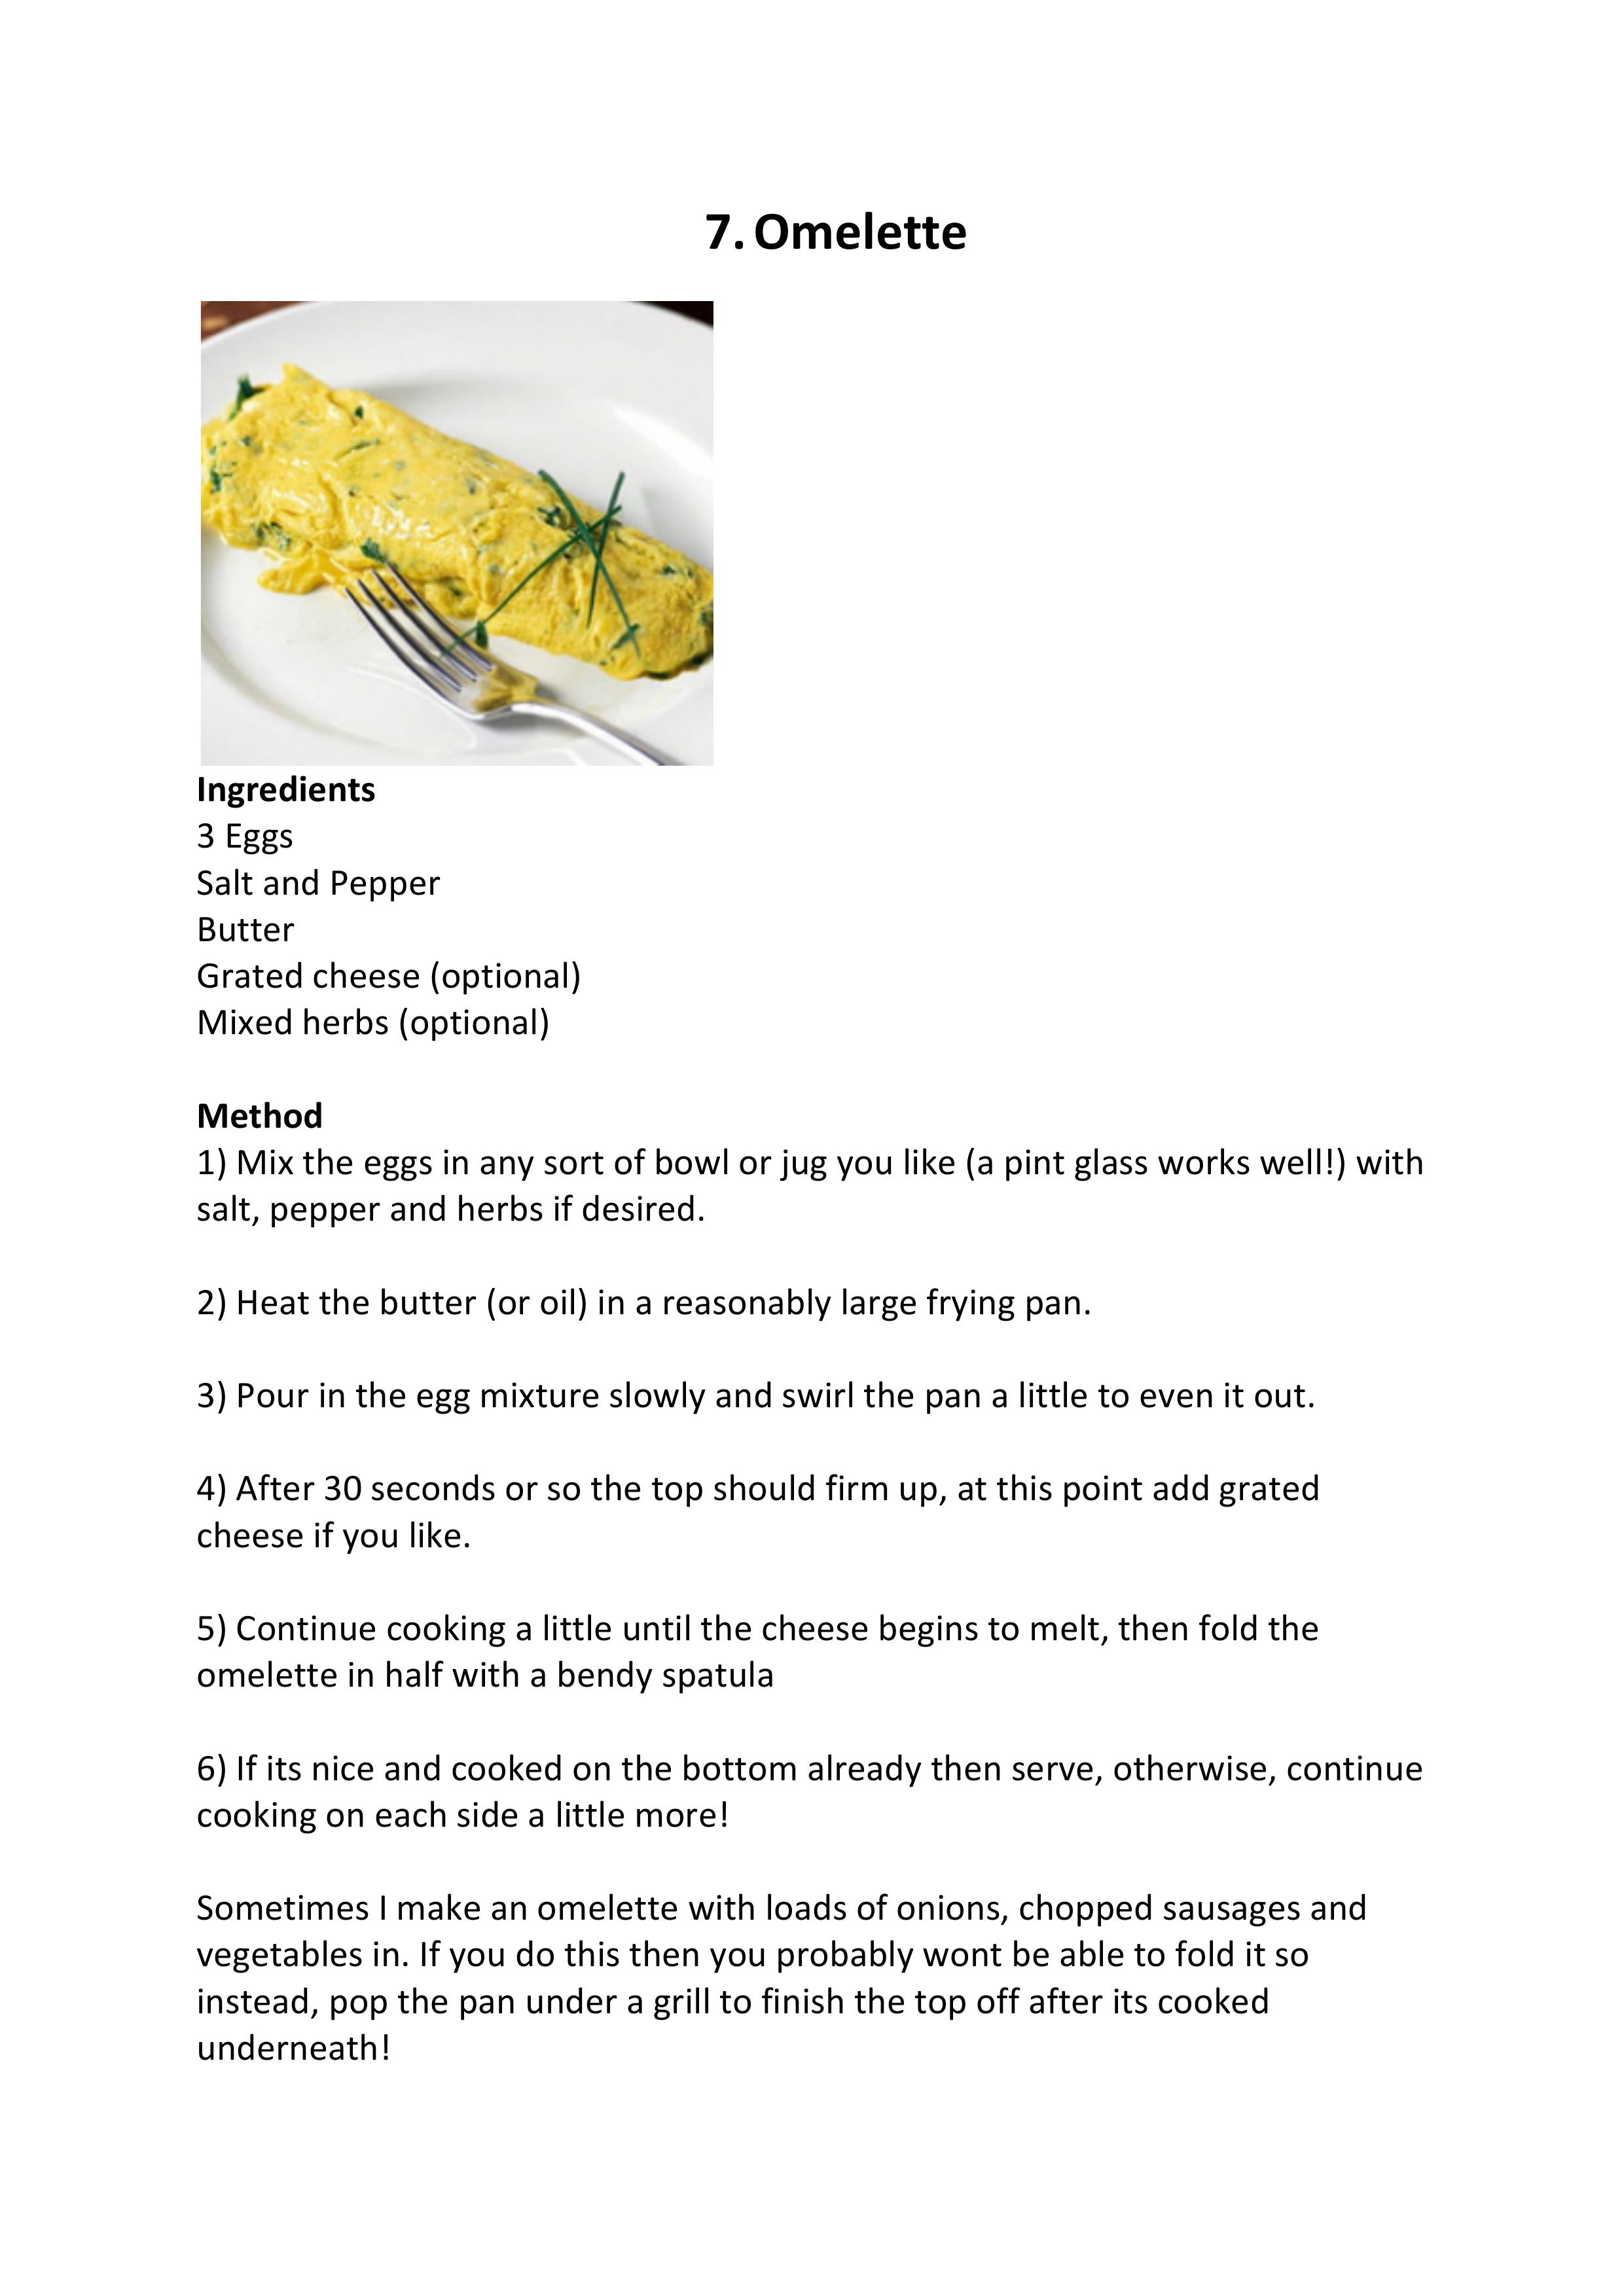 7. Omelette
Ingredients
3 Eggs
Salt and Pepper
Butter
Grated cheese (optional)
Mixed herbs (optional)
Method
1) Mix the eggs in any sort of bowl or jug you like (a pint glass works well!) with
salt, pepper and herbs if desired.
2) Heat the butter (or oil) in a reasonably large frying pan.
3) Pour in the egg mixture slowly and swirl the pan a little to even it out.
4) After 30 seconds or so the top should firm up, at this point add grated
cheese if you like.
5) Continue cooking a little until the cheese begins to melt, then fold the
omelette in half with a bendy spatula
6) If its nice and cooked on the bottom already then serve, otherwise, continue
cooking on each side a little more!
Sometimes I make an omelette with loads of onions, chopped sausages and
vegetables in. If you do this then you probably wont be able to fold it so
instead, pop the pan under a grill to finish the top off after its cooked
underneath!